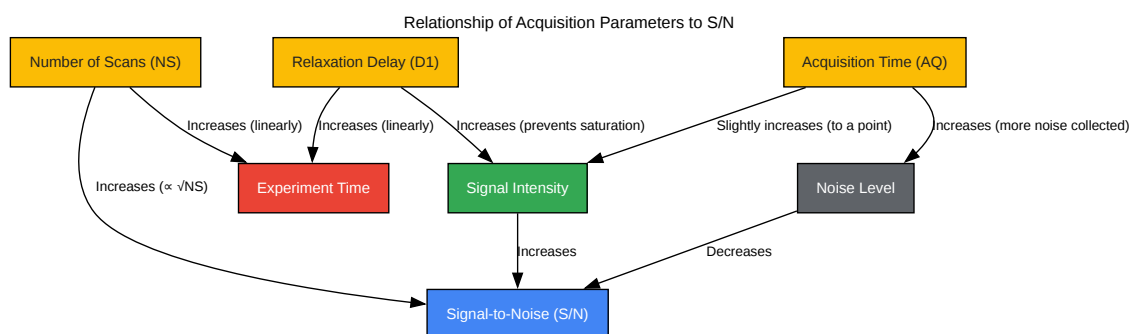 Relationship of Acquisition Parameters to S/N
Number of Scans (NS)
Relaxation Delay (D1)
Acquisition Time (AQ)
Increases (linearly)
Increases (linearly)
Increases (prevents saturation)
Slightly increases (to a point)
Increases (more noise collected)
Increases (∝ √NS)
Experiment Time
Signal Intensity
Noise Level
Increases
Decreases
Signal-to-Noise (S/N)